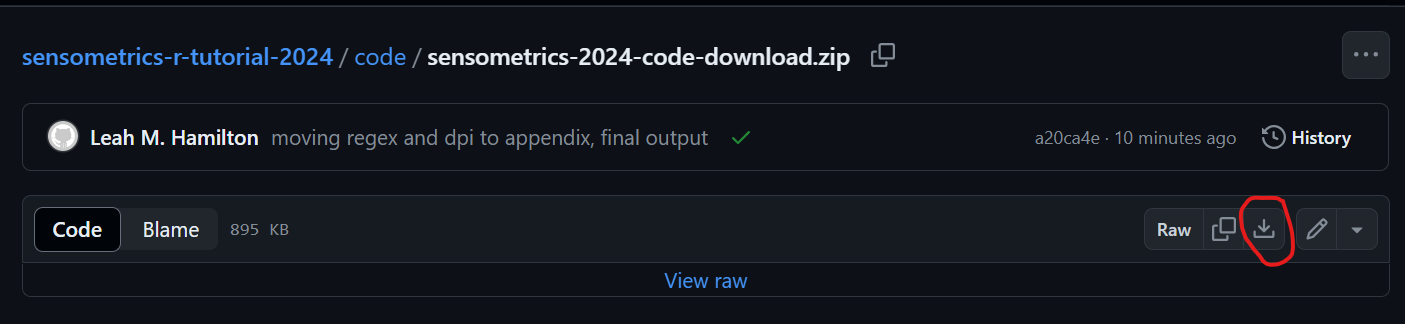 sensometrics-r-tutorial-2024 / code / sensometrics-2024-code-download.zip
Leah M. Hamilton moving regex and dpi to appendix, final output a20ca4e · 10 minutes ago History
Code Blame 895 KB Raw
View raw